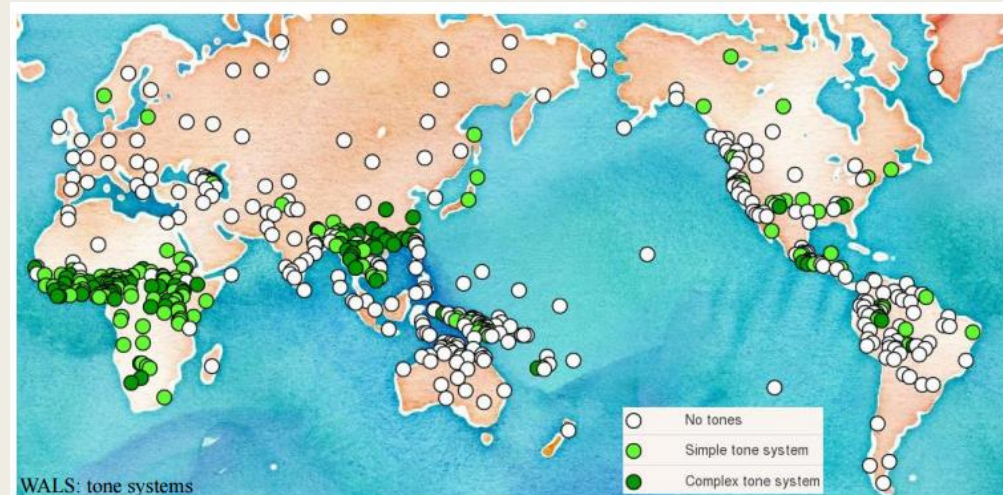 No tones
Simple tone system
Complex tone system
WALS: tone systems